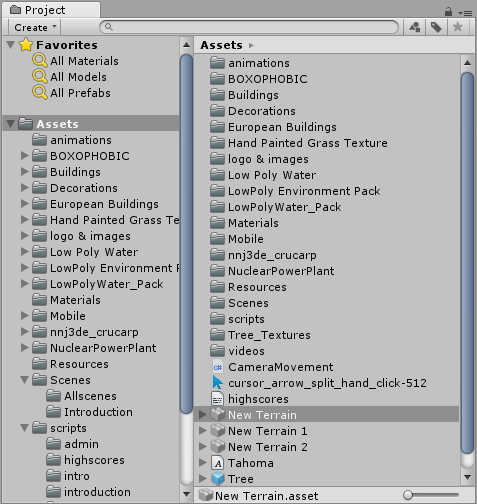 Project
Create
Favorites
All Materials
All Models
All Prefabs
Assets
animations
BOXOPHOBIC
Buildings
Decorations
European Buildings
Hand Painted Grass Te
logo & images
Low Poly Water
LowPoly Environment P
LowPolyWater_Pack
Materials
Mobile
nnj3de_crucarp
NuclearPowerPlant
Resources
Scenes
Allscenes
Introduction
scripts
admin
highscores
intro
introduction
Assets
animations
BOXOPHOBIC
Buildings
Decorations
European Buildings
Hand Painted Grass Texture
logo & images
Low Poly Water
LowPoly Environment Pack
LowPolyWater_Pack
Materials
Mobile
nnj3de_crucarp
NuclearPowerPlant
Resources
Scenes
scripts
Tree_Textures
videos
CameraMovement
cursor_arrow_split_hand_click-512
highscores
New Terrain
New Terrain 1
New Terrain 2
Tahoma
Tree
New Terrain.asset